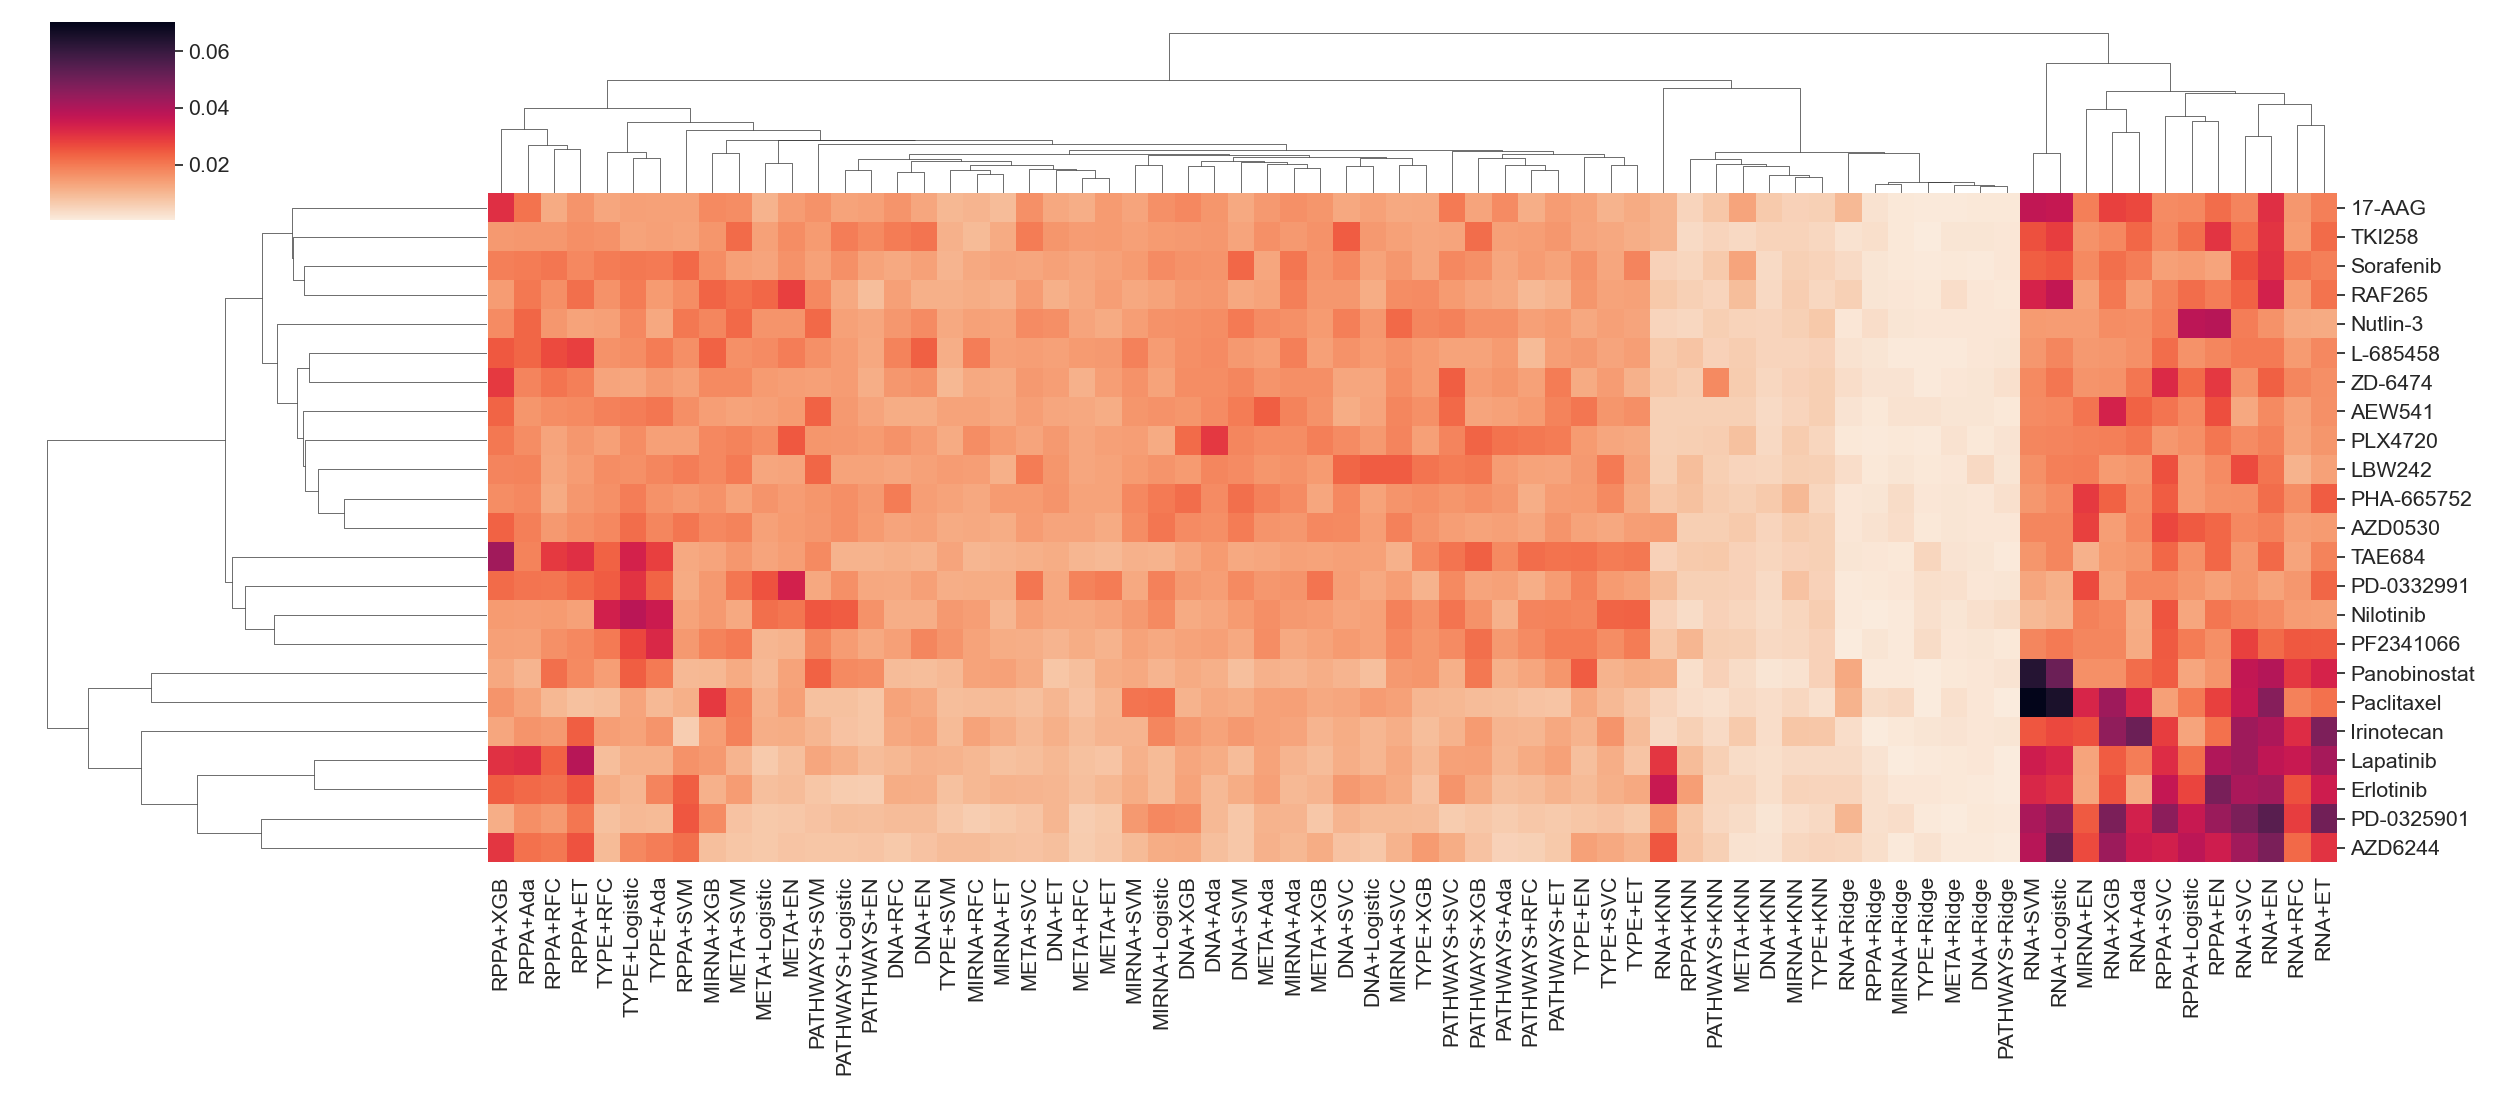 0.06
0.04
0.02
17-AAG
TKI258
Sorafenib
RAF265
Nutlin-3
L-685458
ZD-6474
AEW541
PLX4720
LBW242
PHA-665752
AZD0530
TAE684
PD-0332991
Nilotinib
PF2341066
Panobinostat
Paclitaxel
Irinotecan
Lapatinib
Erlotinib
PD-0325901
AZD6244
RPPA+XGB
RPPA+Ada
RPPA+RFC
RPPA+ET
TYPE+RFC
TYPE+Logistic
TYPE+Ada
RPPA+SVM
MIRNA+XGB
META+SVM
META+Logistic
META+EN
PATHWAYS+SVM
PATHWAYS+Logistic
PATHWAYS+EN
DNA+RFC
DNA+EN
TYPE+SVM
MIRNA+RFC
MIRNA+ET
META+SVC
DNA+ET
META+RFC
META+ET
MIRNA+SVM
MIRNA+Logistic
DNA+XGB
DNA+Ada
DNA+SVM
META+Ada
MIRNA+Ada
META+XGB
DNA+SVC
DNA+Logistic
MIRNA+SVC
TYPE+XGB
PATHWAYS+SVC
PATHWAYS+XGB
PATHWAYS+Ada
PATHWAYS+RFC
PATHWAYS+ET
TYPE+EN
TYPE+SVC
TYPE+ET
RNA+KNN
RPPA+KNN
PATHWAYS+KNN
META+KNN
DNA+KNN
MIRNA+KNN
TYPE+KNN
RNA+Ridge
RPPA+Ridge
MIRNA+Ridge
TYPE+Ridge
META+Ridge
DNA+Ridge
PATHWAYS+Ridge
RNA+SVM
RNA+Logistic
MIRNA+EN
RNA+XGB
RNA+Ada
RPPA+SVC
RPPA+Logistic
RPPA+EN
RNA+SVC
RNA+EN
RNA+RFC
RNA+ET